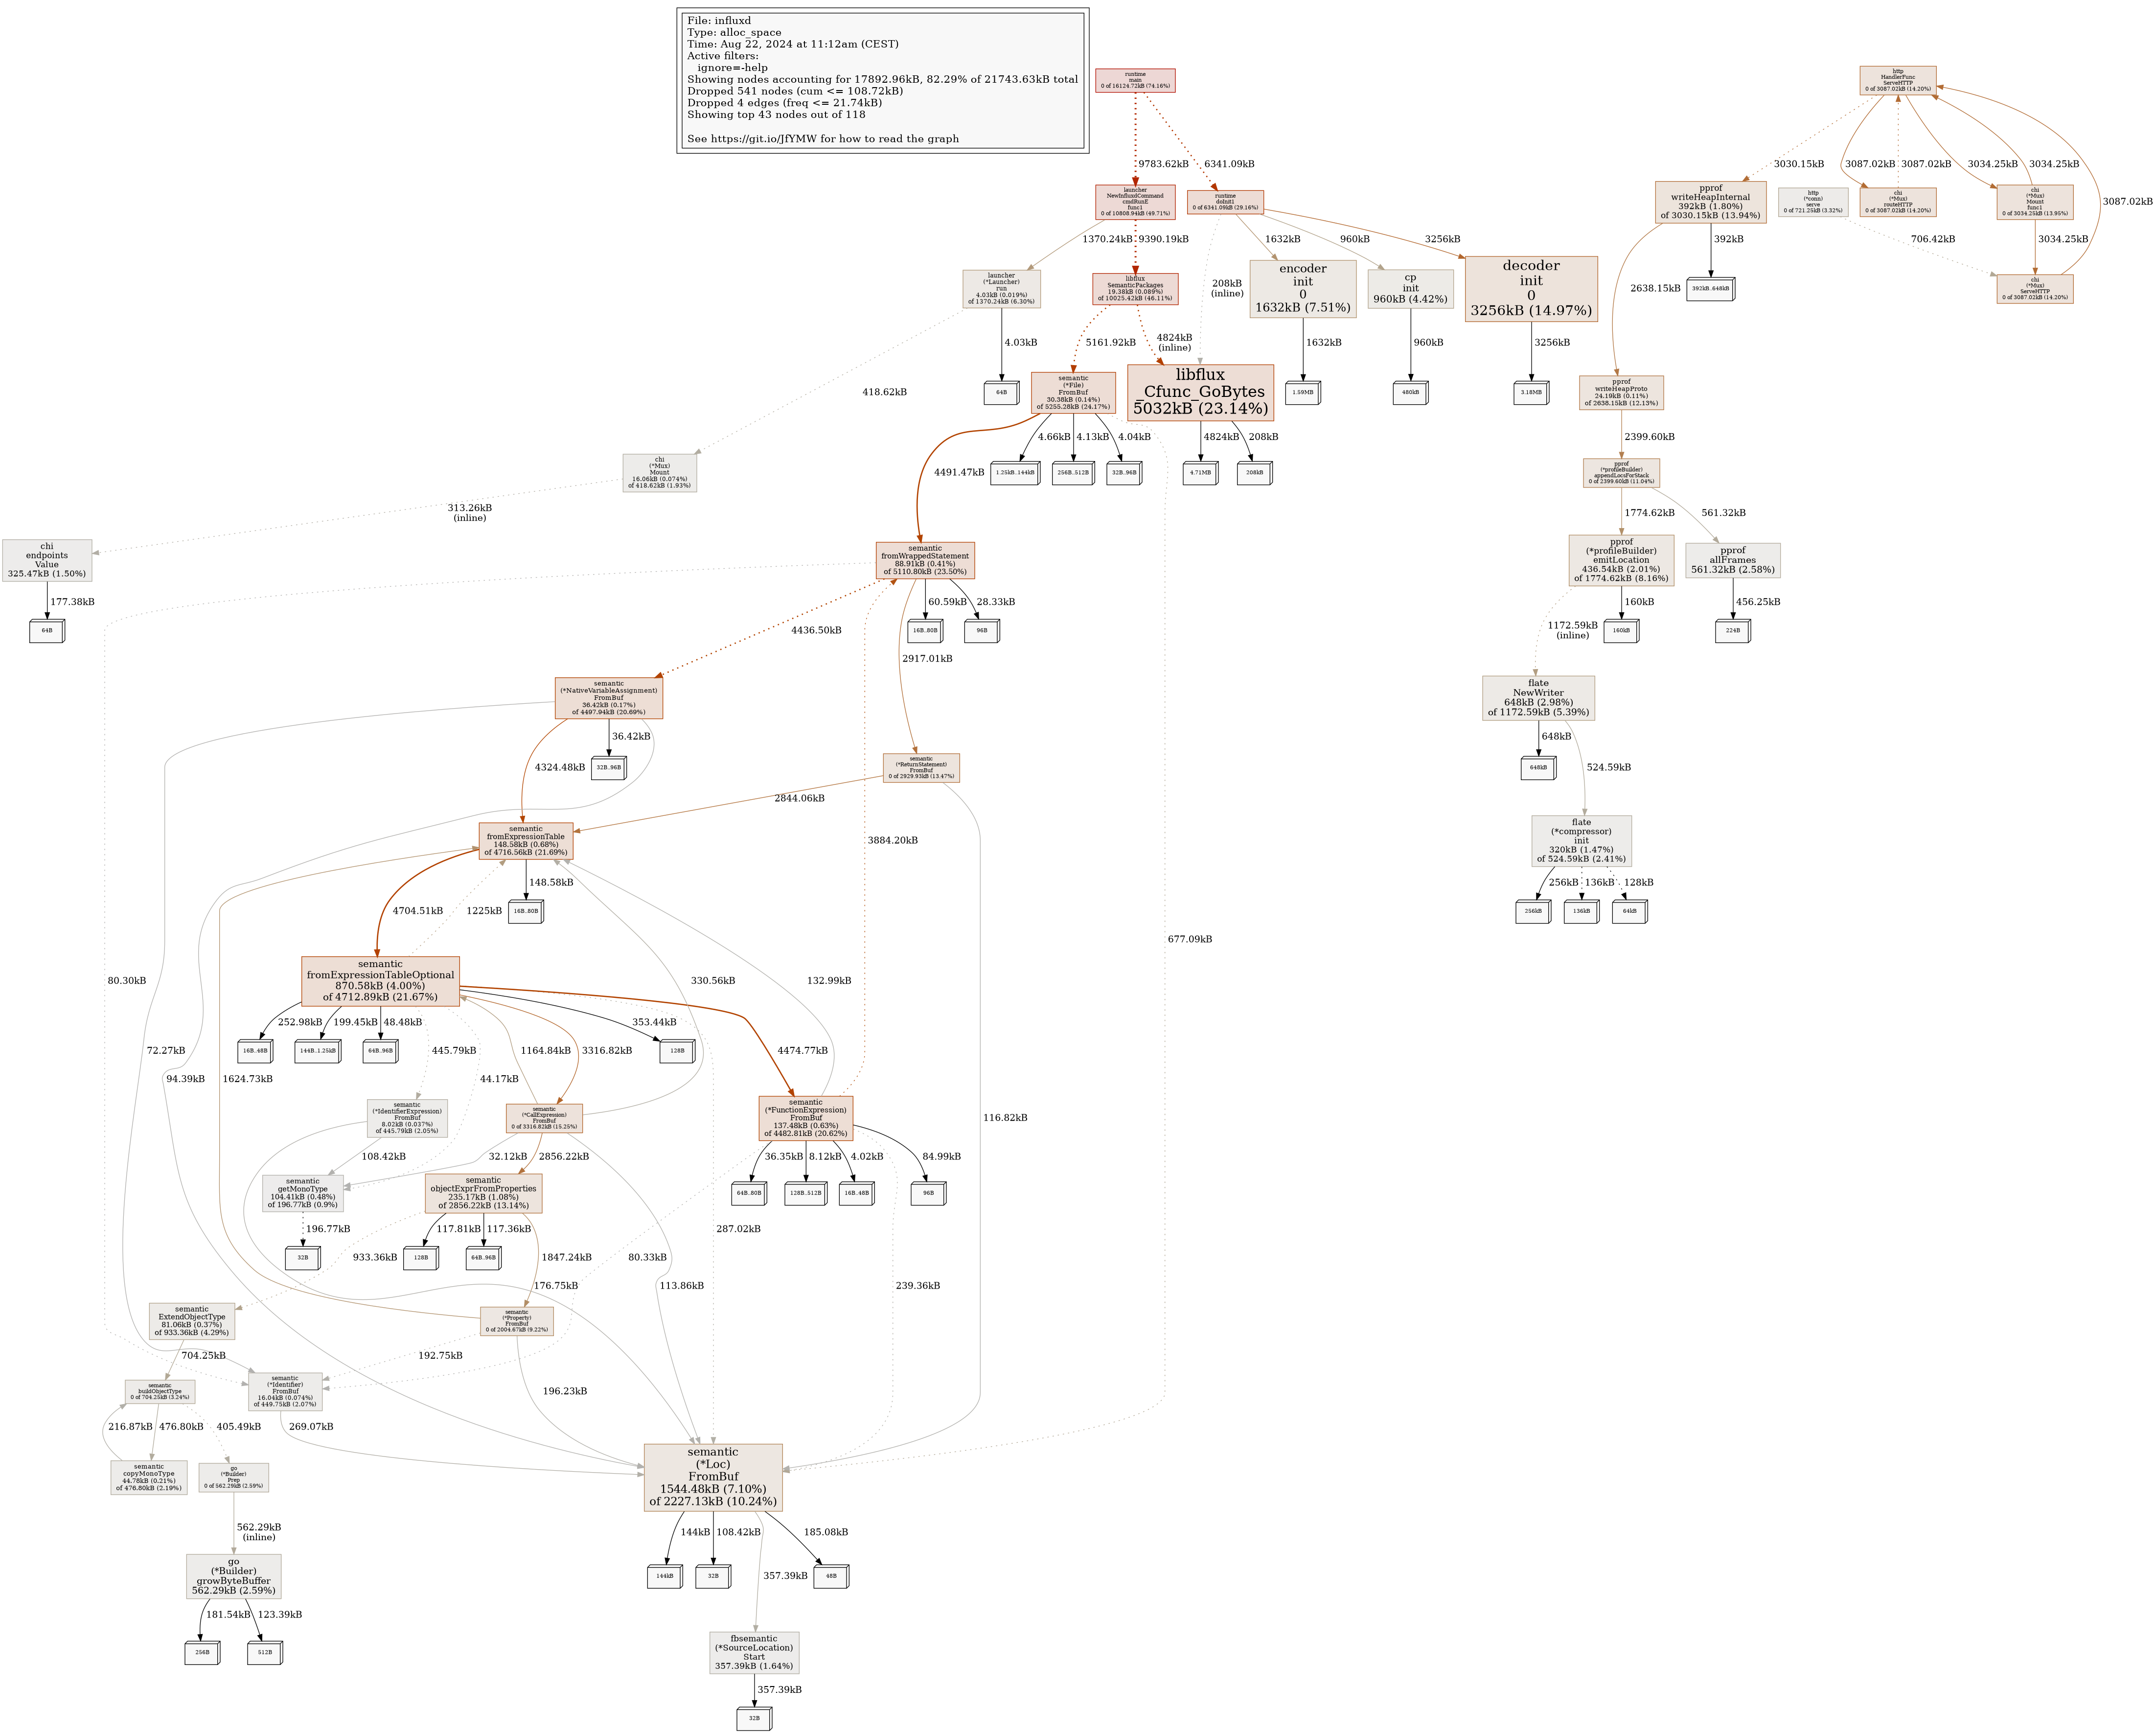 File: influxd
Type: alloc_space
Time: Aug 22, 2024 at 11:12am (CEST)
Active filters:
ignore=-help
Showing nodes accounting for 17892.96kB, 82.29% of 21743.63kB total
Dropped 541 nodes (cum <= 108.72kB)
Dropped 4 edges (freq <= 21.74kB)
Showing top 43 nodes out of 118
See https://git.io/JfYMW for how to read the graph
runtime
main
0 of 16124.72kB (74.16%)
http
HandlerFunc
ServeHTTP
0 of 3087.02kB (14.20%)
9783.62kB
6341.09kB
3030.15kB
3087.02kB
3087.02kB
3034.25kB
3034.25kB
3087.02kB
launcher
NewInfluxdCommand
cmdRunE
func1
0 of 10808.94kB (49.71%)
runtime
doInit1
0 of 6341.09kB (29.16%)
pprof
writeHeapInternal
392kB (1.80%)
of 3030.15kB (13.94%)
http
(*conn)
serve
0 of 721.25kB (3.32%)
chi
(*Mux)
routeHTTP
0 of 3087.02kB (14.20%)
chi
(*Mux)
Mount
func1
0 of 3034.25kB (13.95%)
1370.24kB
9390.19kB
208kB
(inline)
1632kB
960kB
3256kB
2638.15kB
392kB
706.42kB
3034.25kB
launcher
(*Launcher)
run
4.03kB (0.019%)
of 1370.24kB (6.30%)
libflux
SemanticPackages
19.38kB (0.089%)
of 10025.42kB (46.11%)
encoder
init
0
1632kB (7.51%)
cp
init
960kB (4.42%)
decoder
init
0
3256kB (14.97%)
392kB..648kB
chi
(*Mux)
ServeHTTP
0 of 3087.02kB (14.20%)
418.62kB
4.03kB
5161.92kB
4824kB
(inline)
1632kB
960kB
3256kB
64B
semantic
(*File)
FromBuf
30.38kB (0.14%)
of 5255.28kB (24.17%)
libflux
_Cfunc_GoBytes
5032kB (23.14%)
1.59MB
480kB
3.18MB
pprof
writeHeapProto
24.19kB (0.11%)
of 2638.15kB (12.13%)
2399.60kB
4491.47kB
4.66kB
4.13kB
4.04kB
677.09kB
4824kB
208kB
chi
(*Mux)
Mount
16.06kB (0.074%)
of 418.62kB (1.93%)
1.25kB..144kB
256B..512B
32B..96B
4.71MB
208kB
pprof
(*profileBuilder)
appendLocsForStack
0 of 2399.60kB (11.04%)
313.26kB
(inline)
1774.62kB
561.32kB
chi
endpoints
Value
325.47kB (1.50%)
semantic
fromWrappedStatement
88.91kB (0.41%)
of 5110.80kB (23.50%)
pprof
(*profileBuilder)
emitLocation
436.54kB (2.01%)
of 1774.62kB (8.16%)
pprof
allFrames
561.32kB (2.58%)
177.38kB
80.30kB
4436.50kB
60.59kB
28.33kB
2917.01kB
1172.59kB
(inline)
160kB
456.25kB
64B
16B..80B
96B
160kB
224B
semantic
(*NativeVariableAssignment)
FromBuf
36.42kB (0.17%)
of 4497.94kB (20.69%)
flate
NewWriter
648kB (2.98%)
of 1172.59kB (5.39%)
72.27kB
94.39kB
4324.48kB
36.42kB
648kB
524.59kB
32B..96B
semantic
(*ReturnStatement)
FromBuf
0 of 2929.93kB (13.47%)
648kB
2844.06kB
116.82kB
semantic
fromExpressionTable
148.58kB (0.68%)
of 4716.56kB (21.69%)
flate
(*compressor)
init
320kB (1.47%)
of 524.59kB (2.41%)
3884.20kB
4704.51kB
1225kB
148.58kB
256kB
136kB
128kB
16B..80B
256kB
136kB
64kB
semantic
fromExpressionTableOptional
870.58kB (4.00%)
of 4712.89kB (21.67%)
330.56kB
132.99kB
252.98kB
199.45kB
48.48kB
353.44kB
445.79kB
44.17kB
1164.84kB
3316.82kB
4474.77kB
287.02kB
1624.73kB
16B..48B
144B..1.25kB
64B..96B
128B
semantic
(*IdentifierExpression)
FromBuf
8.02kB (0.037%)
of 445.79kB (2.05%)
semantic
(*CallExpression)
FromBuf
0 of 3316.82kB (15.25%)
semantic
(*FunctionExpression)
FromBuf
137.48kB (0.63%)
of 4482.81kB (20.62%)
108.42kB
32.12kB
2856.22kB
113.86kB
176.75kB
36.35kB
8.12kB
4.02kB
84.99kB
80.33kB
239.36kB
semantic
getMonoType
104.41kB (0.48%)
of 196.77kB (0.9%)
semantic
objectExprFromProperties
235.17kB (1.08%)
of 2856.22kB (13.14%)
64B..80B
128B..512B
16B..48B
96B
196.77kB
933.36kB
117.81kB
117.36kB
1847.24kB
32B
128B
64B..96B
semantic
ExtendObjectType
81.06kB (0.37%)
of 933.36kB (4.29%)
semantic
(*Property)
FromBuf
0 of 2004.67kB (9.22%)
704.25kB
192.75kB
196.23kB
semantic
buildObjectType
0 of 704.25kB (3.24%)
semantic
(*Identifier)
FromBuf
16.04kB (0.074%)
of 449.75kB (2.07%)
216.87kB
476.80kB
405.49kB
269.07kB
semantic
copyMonoType
44.78kB (0.21%)
of 476.80kB (2.19%)
go
(*Builder)
Prep
0 of 562.29kB (2.59%)
semantic
(*Loc)
FromBuf
1544.48kB (7.10%)
of 2227.13kB (10.24%)
562.29kB
(inline)
144kB
108.42kB
357.39kB
185.08kB
go
(*Builder)
growByteBuffer
562.29kB (2.59%)
144kB
32B
48B
181.54kB
123.39kB
256B
512B
fbsemantic
(*SourceLocation)
Start
357.39kB (1.64%)
357.39kB
32B